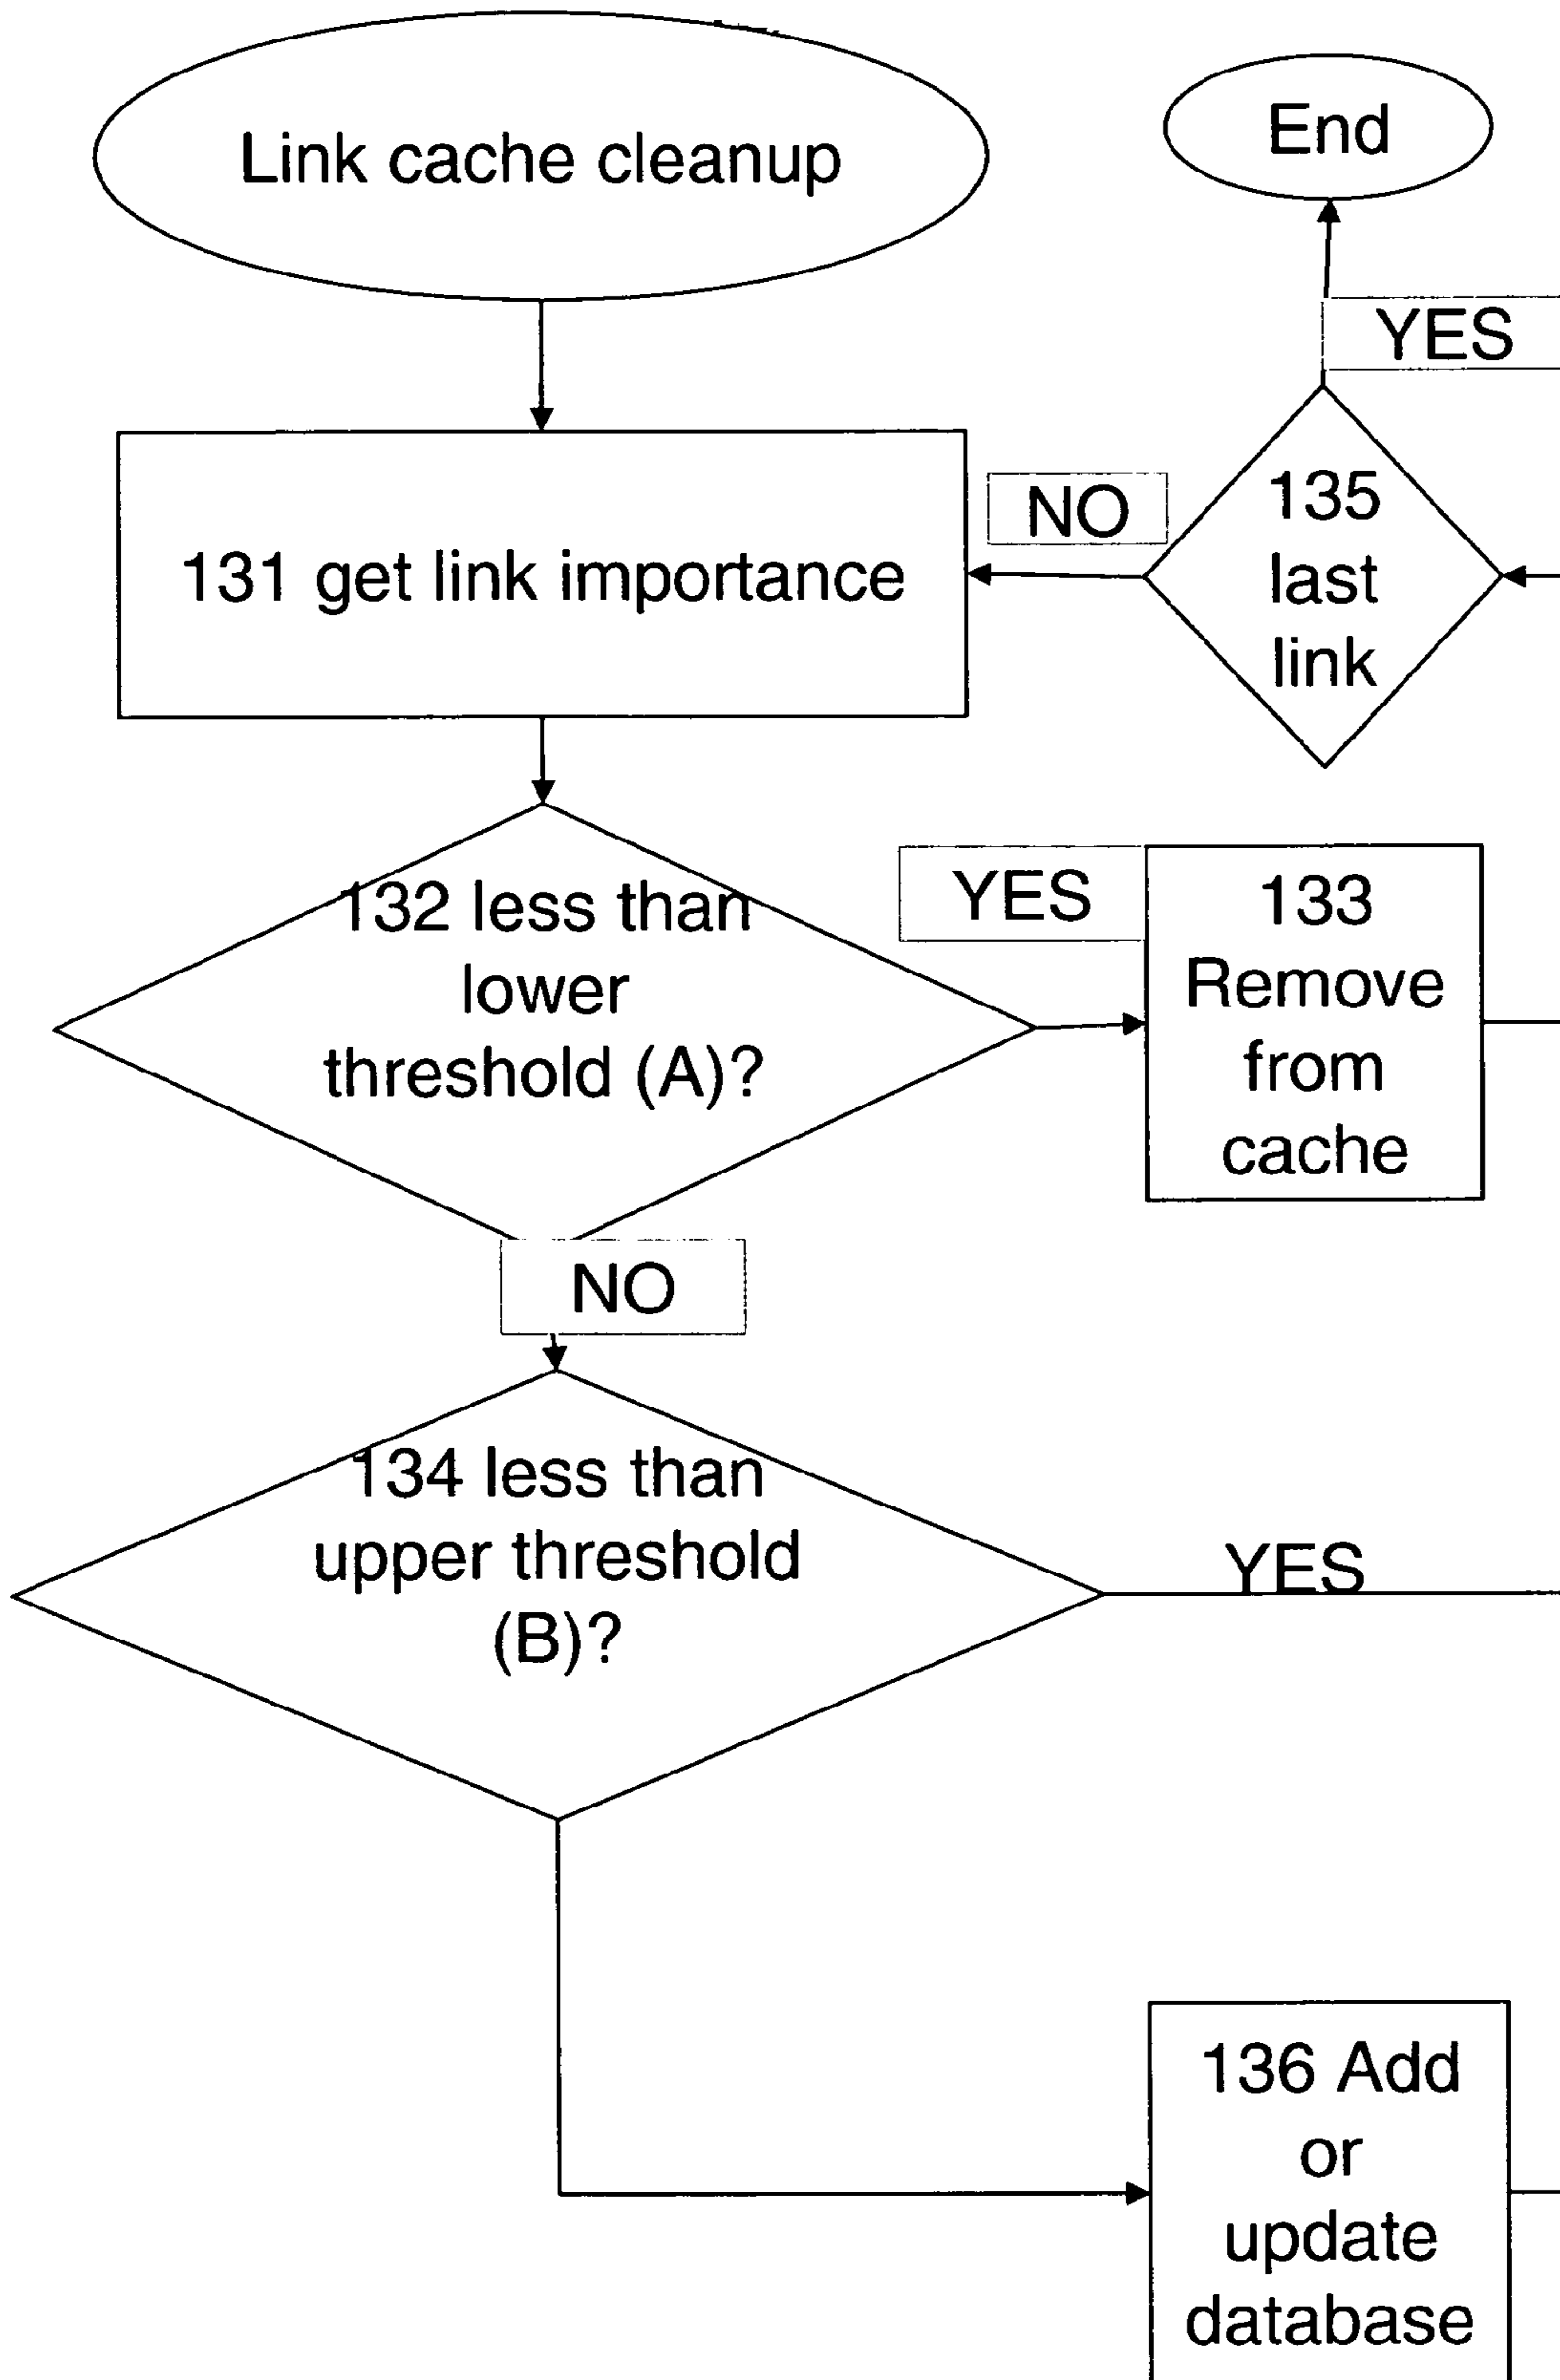 Link cache cleanup
End
YES
131 get link importance
NO
135
last
link
132 less than
lower
threshold (A)?
YES
133
Remove
from
cache
NO
134 less than
upper threshold
(B)?
YES
136 Add
or
update
database